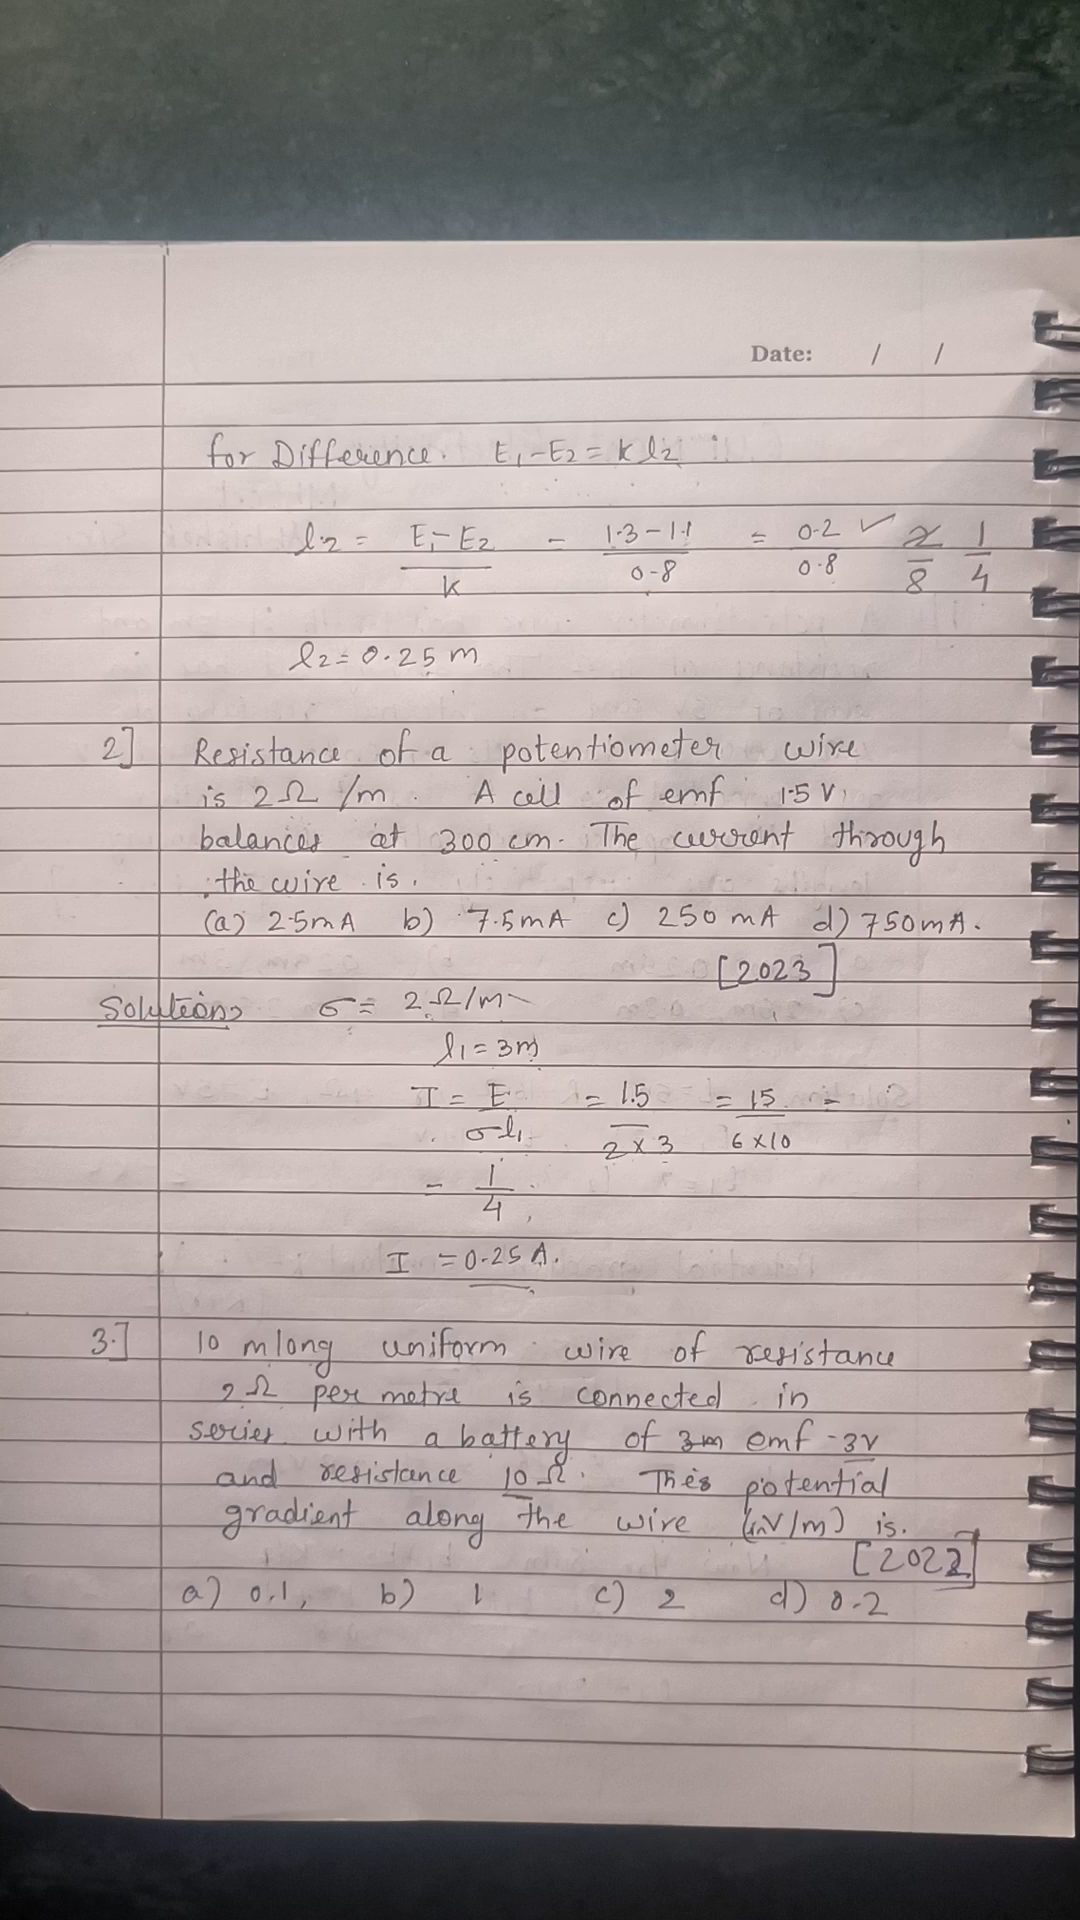 Date: / /
for Difference. E₁-E₂ = k l₂
l₂ = E₁-E₂/k = 1.3-1.1/0.8 = 0.2/0.8 ✓ 2/8 1/4
l₂ = 0.25 m
2] Resistance of a potentiometer wire
is 2Ω /m. A cell of emf 1.5 V,
balances at 300 cm. The current through
the wire is.
(a) 2.5mA b) 7.5mA c) 250 mA d) 750mA.
[2023]
Solution σ = 2Ω/m
l₁ = 3m
I = E/σl₁ = 1.5/2×3 = 15/6×10 =
= 1/4
I = 0.25 A.
3.] 10 m long uniform wire of resistance
2Ω per metre is connected in
series with a battery of 3m emf -3V
and resistance 10Ω. This potential
gradient along the wire (inV/m) is.
[2022]
a) 0.1, b) 1 c) 2 d) 0.2